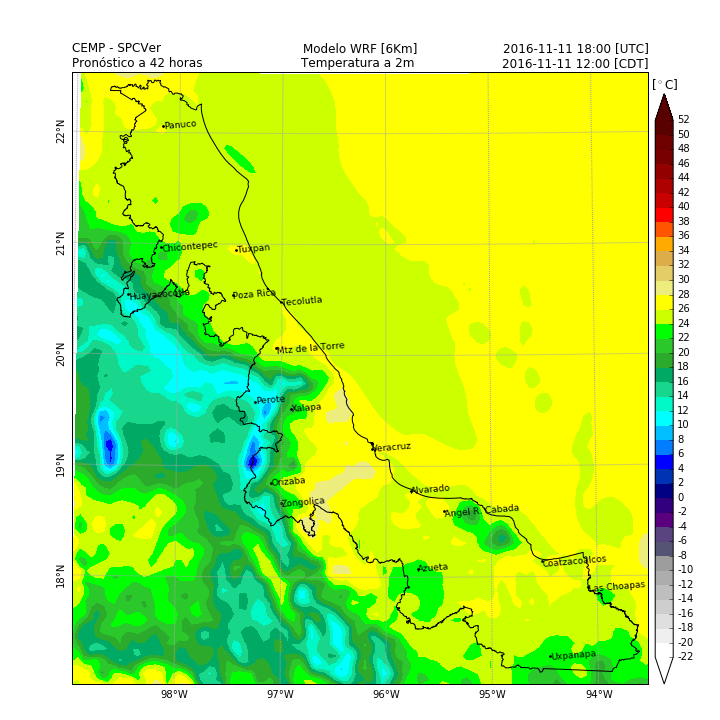 CEMP - SPCVer Modelo WRF [6Km] 2016-11-11 18:00 [UTC]
Pronóstico a 42 horas Temperatura a 2m 2016-11-11 12:00 [CDT]
[°C]
52
50
48
46
44
42
40
38
36
34
32
30
28
26
24
22
20
18
16
14
12
10
8
6
4
2
0
-2
-4
-6
-8
-10
-12
-14
-16
-18
-20
-22
22°N
21°N
20°N
19°N
18°N
Panuco
Chicontepec
Tuxpan
Huayacocotla
Poza Rica
Tecolutla
Mtz de la Torre
Perote
Xalapa
Veracruz
Orizaba
Alvarado
Zongolica
Angel R. Cabada
Azueta
Coatzacoalcos
Las Choapas
Uxpanapa
98°W 97°W 96°W 95°W 94°W